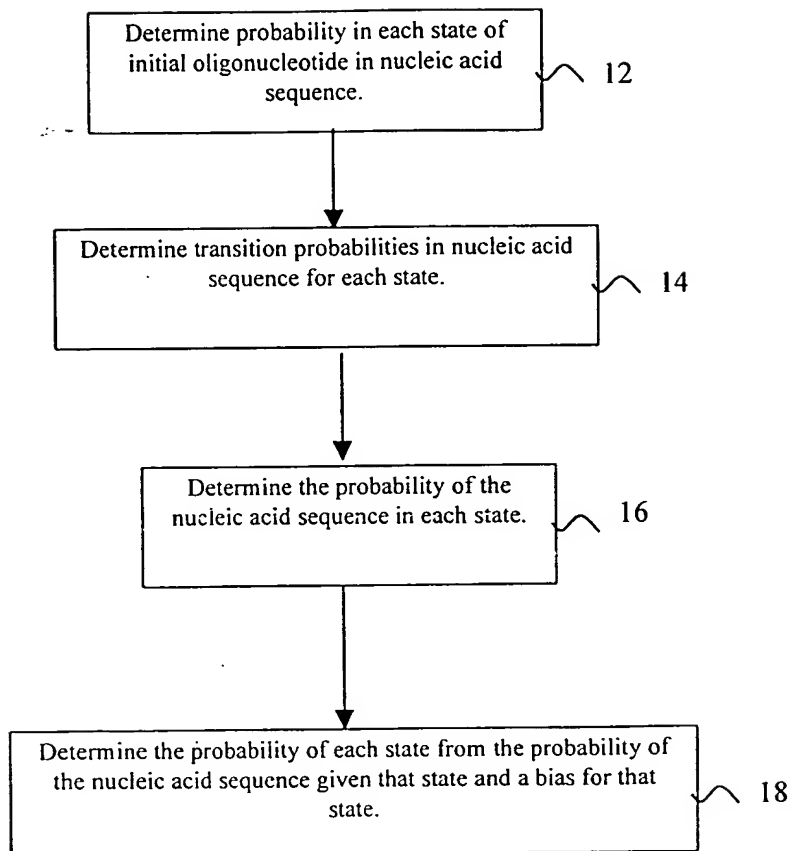 Determine probability in each state of
initial oligonucleotide in nucleic acid
sequence.
12
Determine transition probabilities in nucleic acid
sequence for each state.
14
Determine the probability of the
nucleic acid sequence in each state.
16
Determine the probability of each state from the probability of
the nucleic acid sequence given that state and a bias for that
state.
18